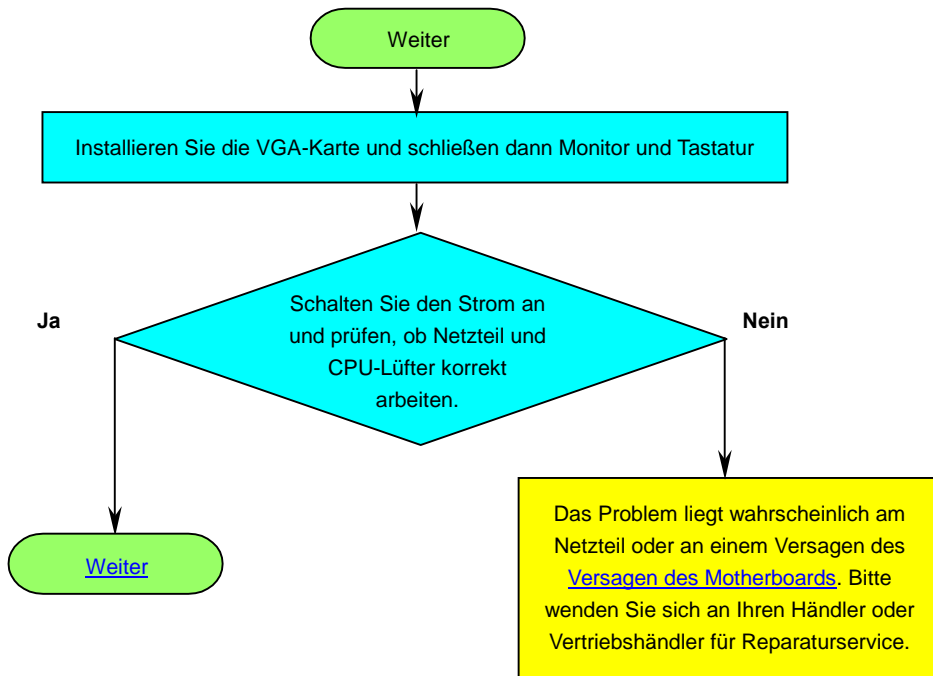 Weiter
Installieren Sie die VGA-Karte und schließen dann Monitor und Tastatur
Schalten Sie den Strom an
und prüfen, ob Netzteil und
CPU-Lüfter korrekt
arbeiten.
Ja
Nein
Weiter
Das Problem liegt wahrscheinlich am
Netzteil oder an einem Versagen des
Versagen des Motherboards. Bitte
wenden Sie sich an Ihren Händler oder
Vertriebshändler für Reparaturservice.